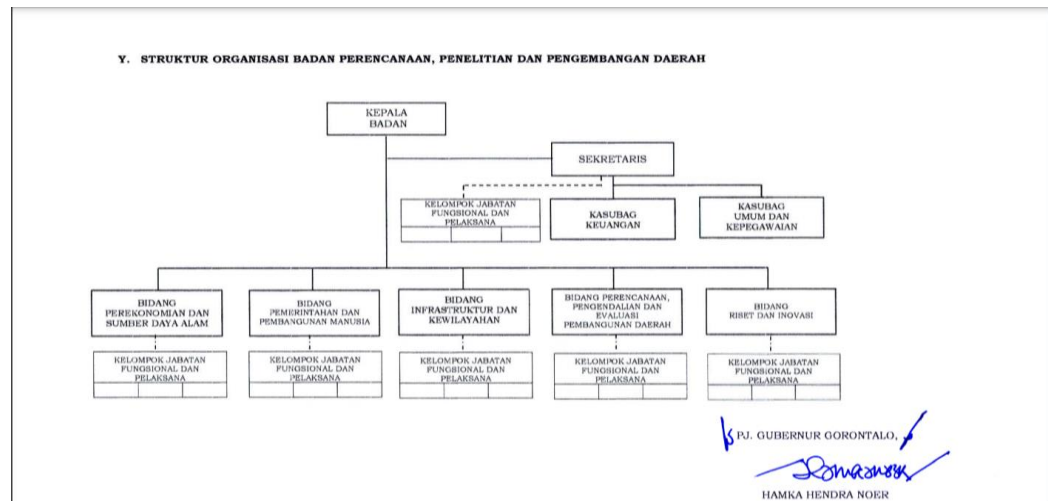 Y. STRUKTUR ORGANISASI BADAN PERENCANAAN, PENELITIAN DAN PENGEMBANGAN DAERAH
KEPALA
BADAN
SEKRETARIS
KELOMPOK JABATAN
FUNGSIONAL DAN
PELAKSANA
KASUBAG
KEUANGAN
KASUBAG
UMUM DAN
KEPEGAWAIAN
BIDANG
PEREKONOMIAN DAN
SUMBER DAYA ALAM
BIDANG
PEMERINTAHAN DAN
PEMBANGUNAN MANUSIA
BIDANG
INFRASTRUKTUR DAN
KEWILAYAHAN
BIDANG PERENCANAAN,
PENGENDALIAN DAN
EVALUASI
PEMBANGUNAN DAERAH
BIDANG
RISET DAN INOVASI
KELOMPOK JABATAN
FUNGSIONAL DAN
PELAKSANA
KELOMPOK JABATAN
FUNGSIONAL DAN
PELAKSANA
KELOMPOK JABATAN
FUNGSIONAL DAN
PELAKSANA
KELOMPOK JABATAN
FUNGSIONAL DAN
PELAKSANA
KELOMPOK JABATAN
FUNGSIONAL DAN
PELAKSANA
PJ. GUBERNUR GORONTALO,
HAMKA HENDRA NOER